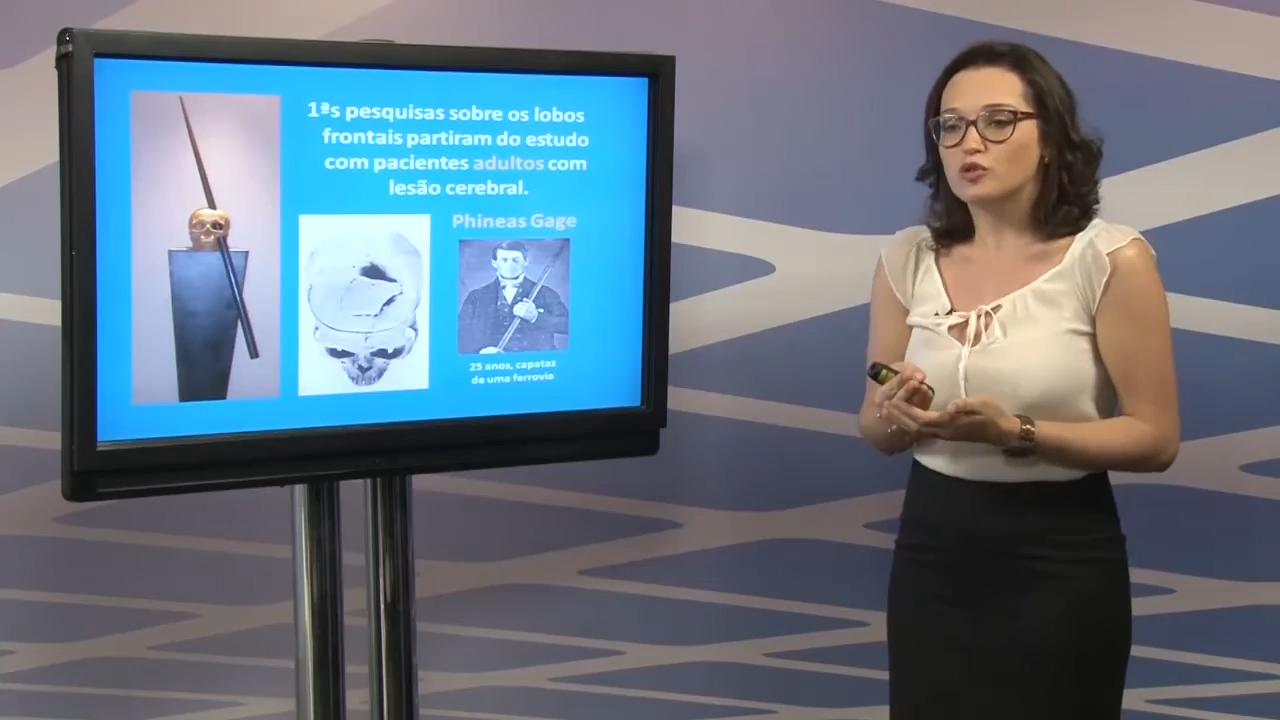 1ªs pesquisas sobre os lobos
frontais partiram do estudo
com pacientes adultos com
lesão cerebral.
Phineas Gage
25 anos, capataz
de uma ferrovia